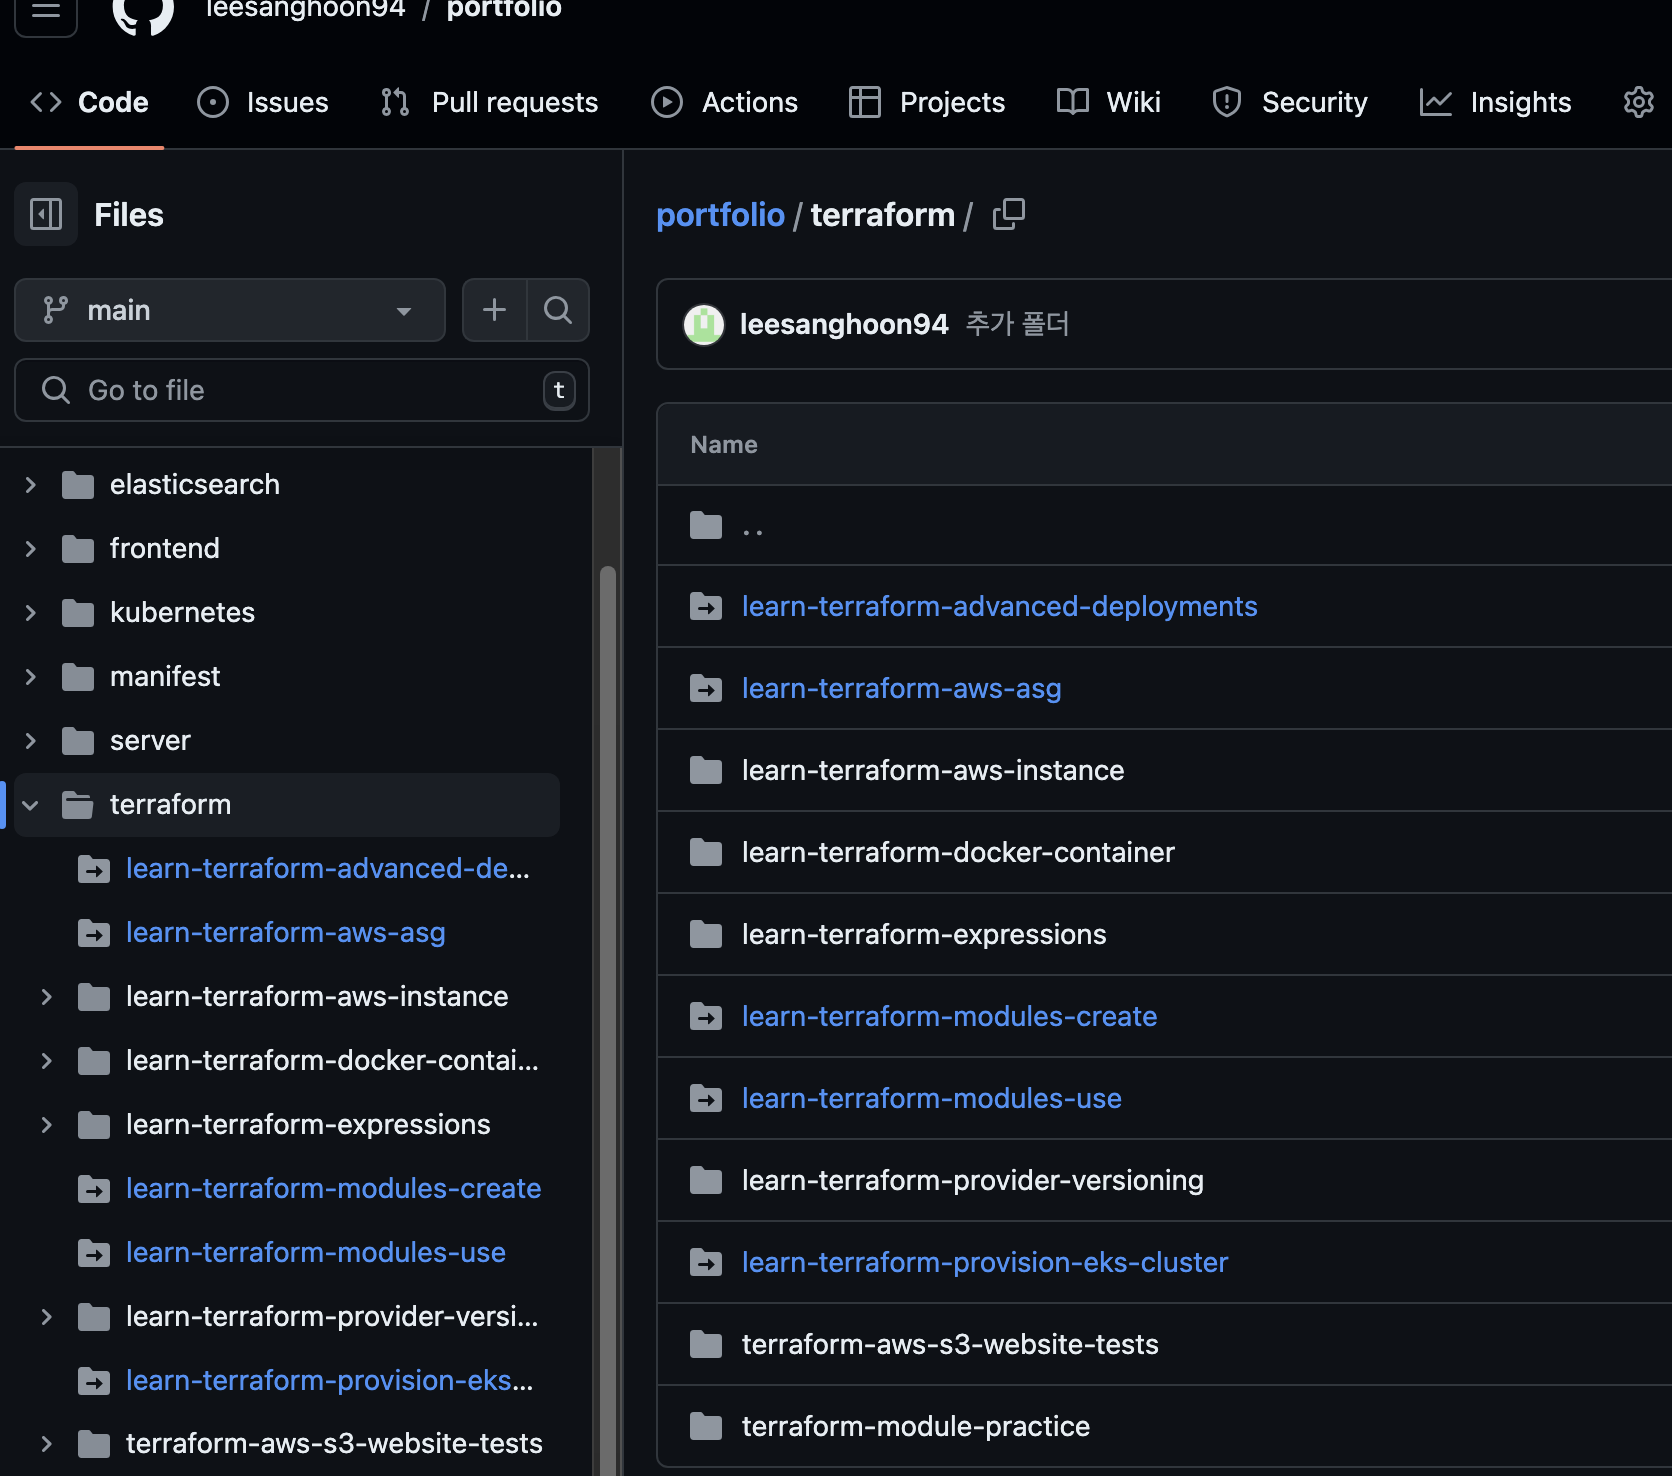 leesanghoon94 / portfolio
Code Issues Pull requests Actions Projects Wiki Security Insights
Files
main
Go to file t
elasticsearch
frontend
kubernetes
manifest
server
terraform
learn-terraform-advanced-de...
learn-terraform-aws-asg
learn-terraform-aws-instance
learn-terraform-docker-contai...
learn-terraform-expressions
learn-terraform-modules-create
learn-terraform-modules-use
learn-terraform-provider-versi...
learn-terraform-provision-eks...
terraform-aws-s3-website-tests
portfolio / terraform /
leesanghoon94 추가 폴더
Name
..
learn-terraform-advanced-deployments
learn-terraform-aws-asg
learn-terraform-aws-instance
learn-terraform-docker-container
learn-terraform-expressions
learn-terraform-modules-create
learn-terraform-modules-use
learn-terraform-provider-versioning
learn-terraform-provision-eks-cluster
terraform-aws-s3-website-tests
terraform-module-practice